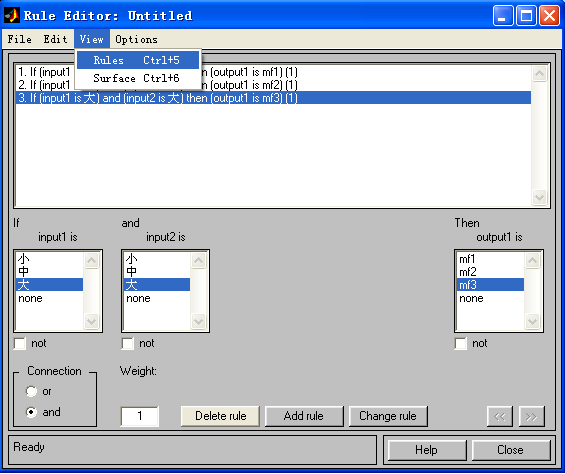 Rule Editor: Untitled
File Edit View Options
Rules Ctrl+5
Surface Ctrl+6
1. If (input1 then (output1 is mf1) (1)
2. If (input1 then (output1 is mf2) (1)
3. If (input1 is 大) and (input2 is 大) then (output1 is mf3) (1)
If and Then
input1 is input2 is output1 is
小 小 mf1
中 中 mf2
大 大 mf3
none none none
not not not
Connection Weight:
or
and 1 Delete rule Add rule Change rule << >>
Ready Help Close